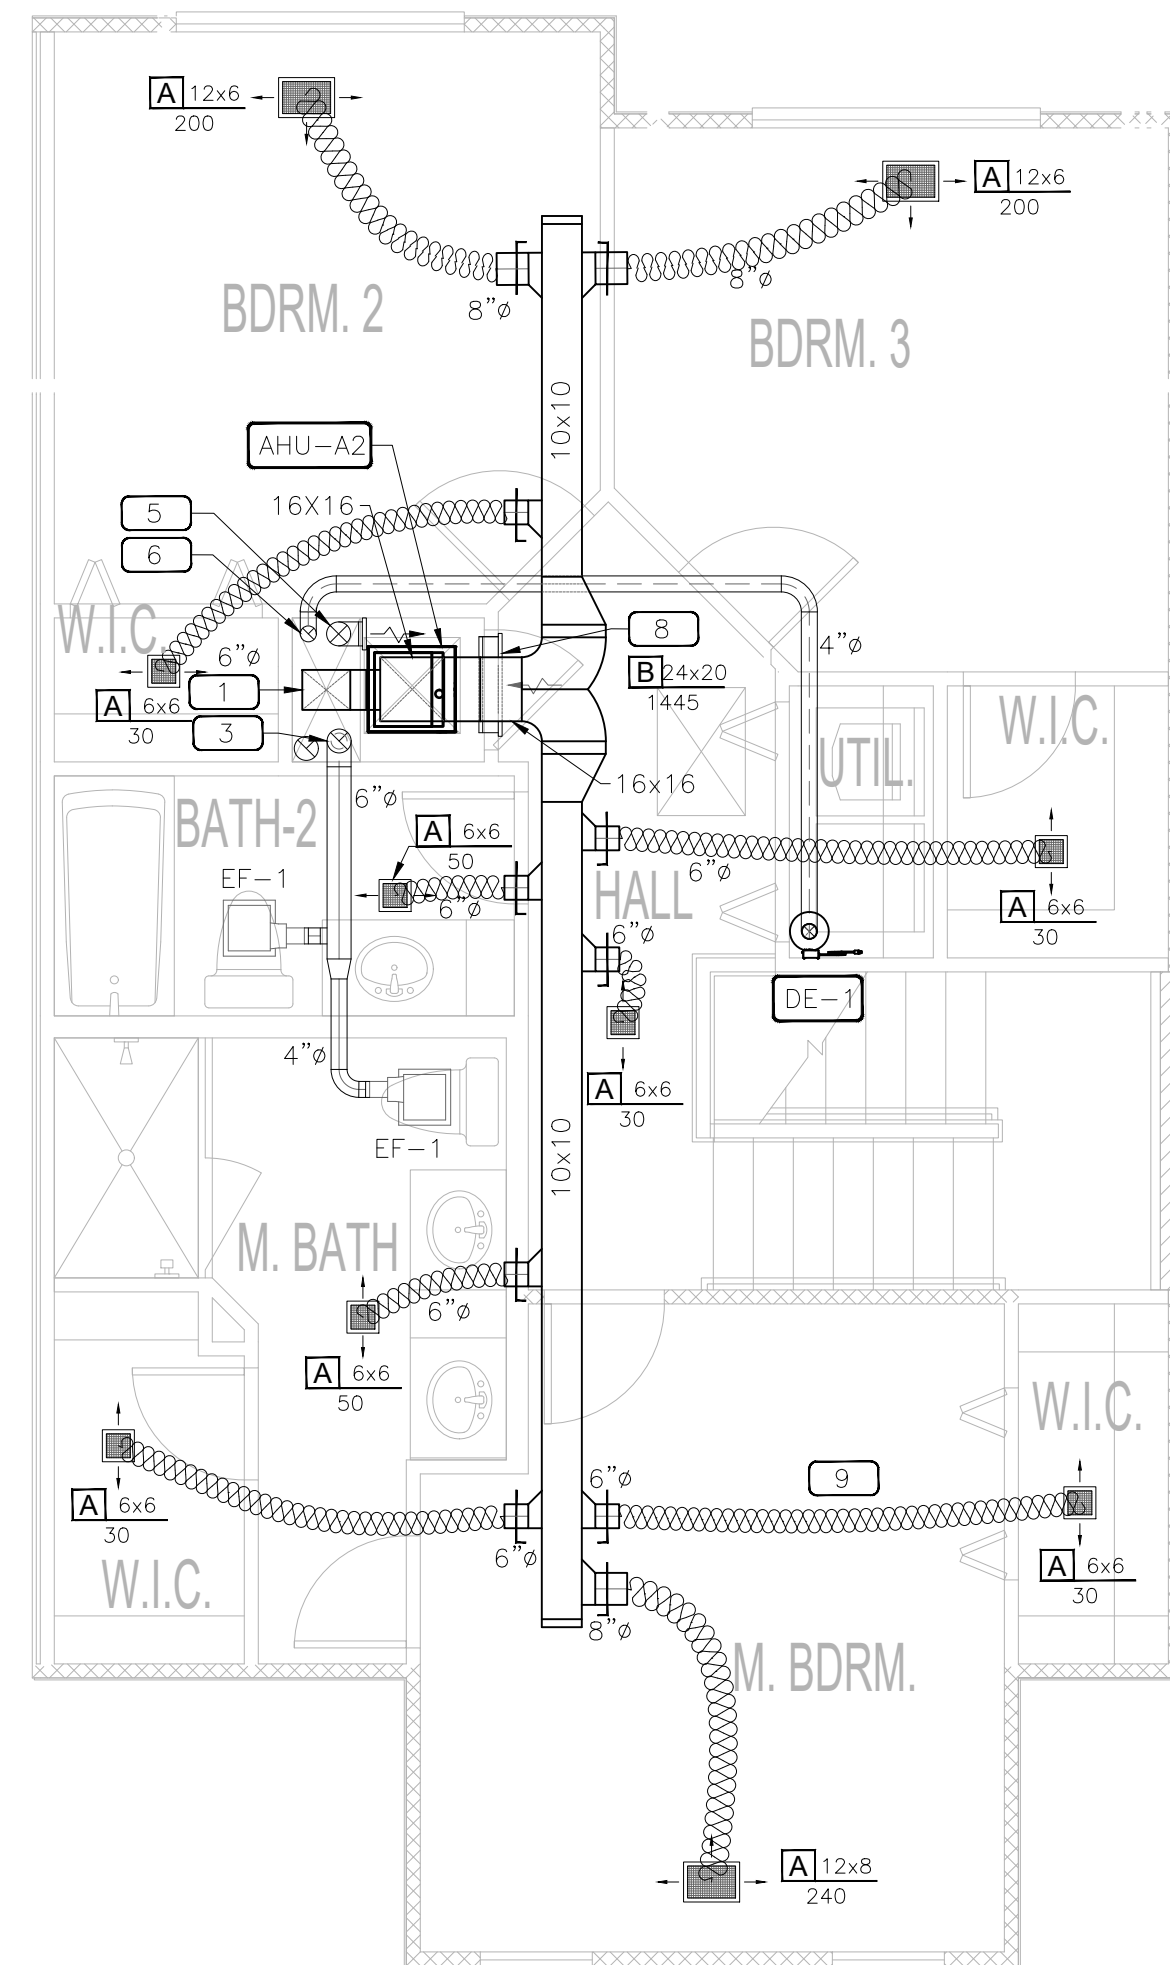 A 12x6
200
A 12x6
200
8"ø
8"ø
BDRM. 2
BDRM. 3
10x10
AHU-A2
16X16
5
6
W.I.C.
6"ø
A 6x6
30
1
3
8
B 24x20
1445
4"ø
W.I.C.
UTIL.
16x16
6"ø
BATH-2
A 6x6
50
EF-1
6"ø
6"ø
HALL
6"ø
A 6x6
30
DE-1
4"ø
A 6x6
30
EF-1
10x10
M. BATH
6"ø
A 6x6
50
W.I.C.
6"ø
9
A 6x6
30
6"ø
A 6x6
30
W.I.C.
8"ø
M. BDRM.
A 12x8
240